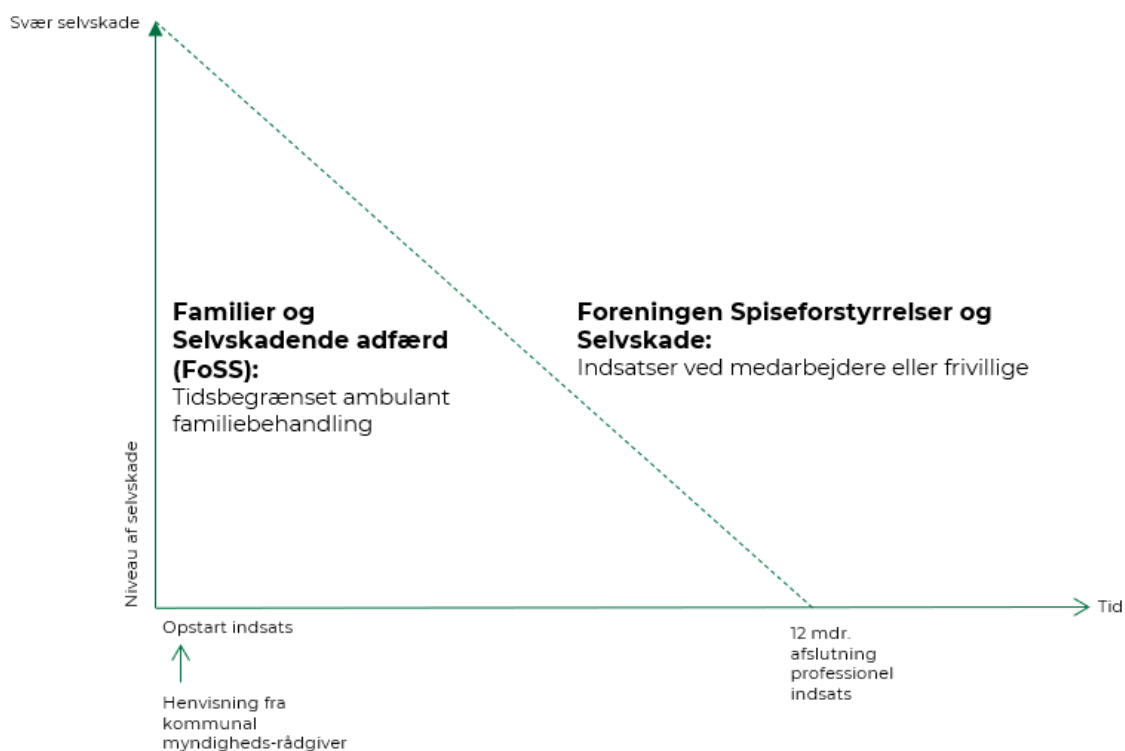 Svær selvskade
Familier og
Selvskadende adfærd
(FoSS):
Tidsbegrænset ambulant
familiebehandling
Foreningen Spiseforstyrrelser og
Selvskade:
Indsatser ved medarbejdere eller frivillige
Niveau af selvskade
Tid
Opstart indsats
12 mdr.
afslutning
professionel
indsats
Henvisning fra
kommunal
myndigheds-rådgiver